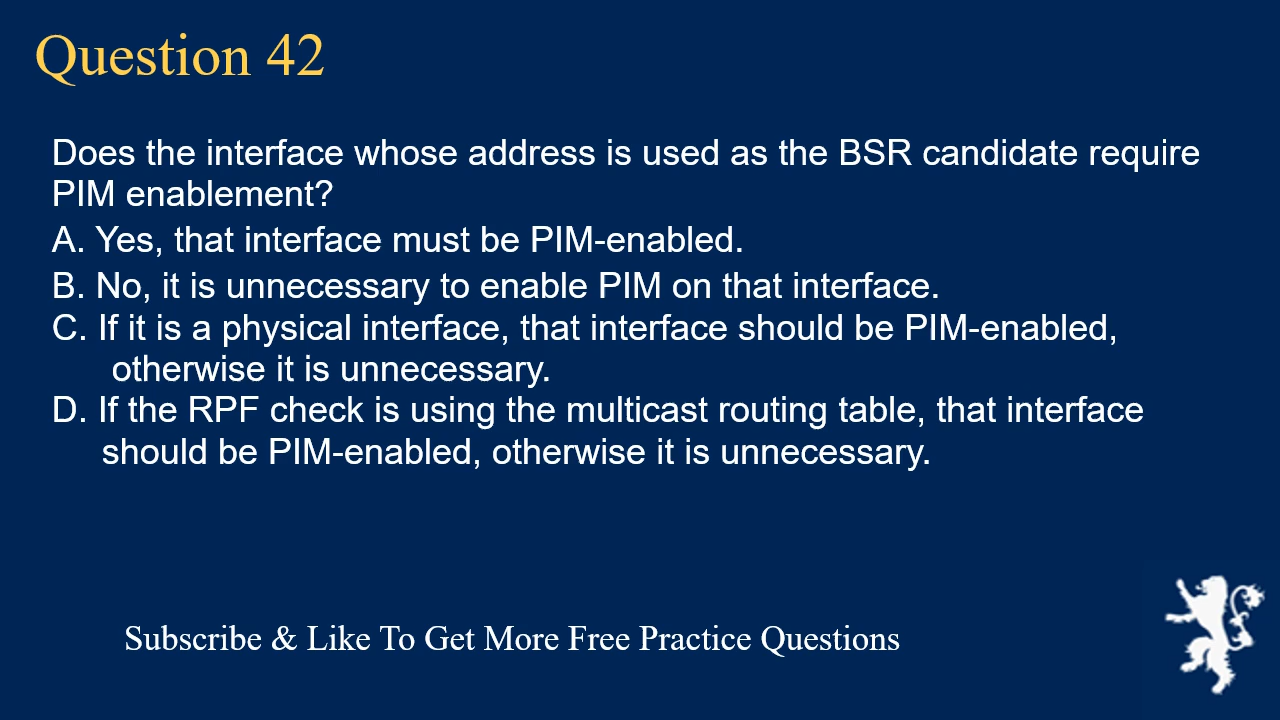 Question 42
Does the interface whose address is used as the BSR candidate require
PIM enablement?
A. Yes, that interface must be PIM-enabled.
B. No, it is unnecessary to enable PIM on that interface.
C. If it is a physical interface, that interface should be PIM-enabled,
otherwise it is unnecessary.
D. If the RPF check is using the multicast routing table, that interface
should be PIM-enabled, otherwise it is unnecessary.
Subscribe & Like To Get More Free Practice Questions